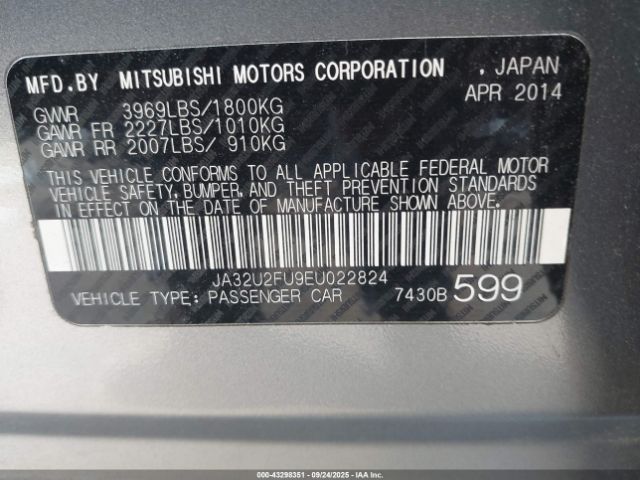 MFD.BY MITSUBISHI MOTORS CORPORATION , JAPAN
APR 2014
GVWR 3969LBS/1800KG
GAWR FR 2227LBS/1010KG
GAWR RR 2007LBS/ 910KG
THIS VEHICLE CONFORMS TO ALL APPLICABLE FEDERAL MOTOR
VEHICLE SAFETY, BUMPER, AND THEFT PREVENTION STANDARDS
IN EFFECT ON THE DATE OF MANUFACTURE SHOWN ABOVE.
JA32U2FU9EU022824
VEHICLE TYPE: PASSENGER CAR 7430B 599
000-43298351 - 09/24/2025 - IAA, Inc.